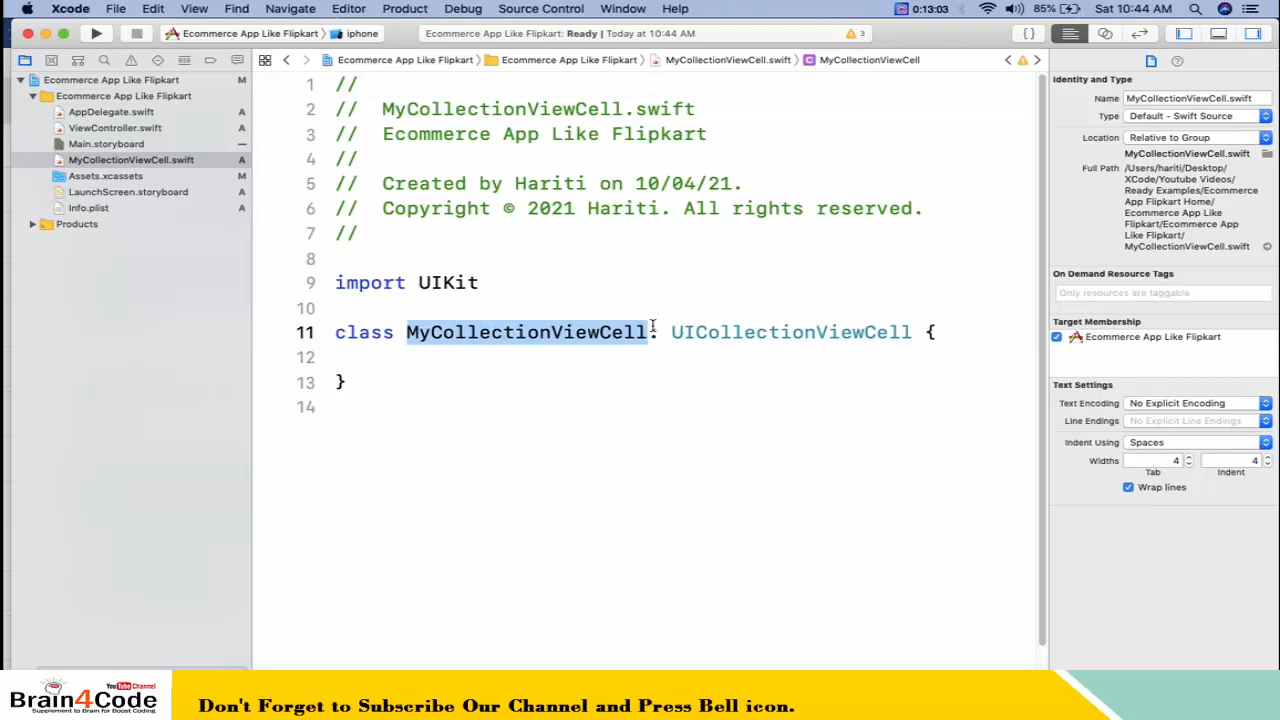 Xcode File Edit View Find Navigate Editor Product Debug Source Control Window Help 0:13:03 85% Sat 10:44 AM
Ecommerce App Like Flipkart iphone Ecommerce App Like Flipkart: Ready | Today at 10:44 AM 3
Ecommerce App Like Flipkart Ecommerce App Like Flipkart MyCollectionViewCell.swift MyCollectionViewCell
Ecommerce App Like Flipkart
Ecommerce App Like Flipkart
AppDelegate.swift A
ViewController.swift A
Main.storyboard
MyCollectionViewCell.swift A
Assets.xcassets M
LaunchScreen.storyboard A
Info.plist A
Products
1 //
2 // MyCollectionViewCell.swift
3 // Ecommerce App Like Flipkart
4 //
5 // Created by Hariti on 10/04/21.
6 // Copyright © 2021 Hariti. All rights reserved.
7 //
8
9 import UIKit
10
11 class MyCollectionViewCell: UICollectionViewCell {
12
13 }
14
Identity and Type
Name MyCollectionViewCell.swift
Type Default - Swift Source
Location Relative to Group
MyCollectionViewCell.swift
Full Path /Users/hariti/Desktop/
XCode/Youtube Videos/
Ready Examples/Ecommerce
App Flipkart Home/
Ecommerce App Like
Flipkart/Ecommerce App
Like Flipkart/
MyCollectionViewCell.swift
On Demand Resource Tags
Only resources are taggable
Target Membership
Ecommerce App Like Flipkart
Text Settings
Text Encoding No Explicit Encoding
Line Endings No Explicit Line Endings
Indent Using Spaces
Widths 4 4
Tab Indent
Wrap lines
YouTube Channel
Brain4Code
Supplement to Brain for Boost Coding
Don't Forget to Subscribe Our Channel and Press Bell icon.